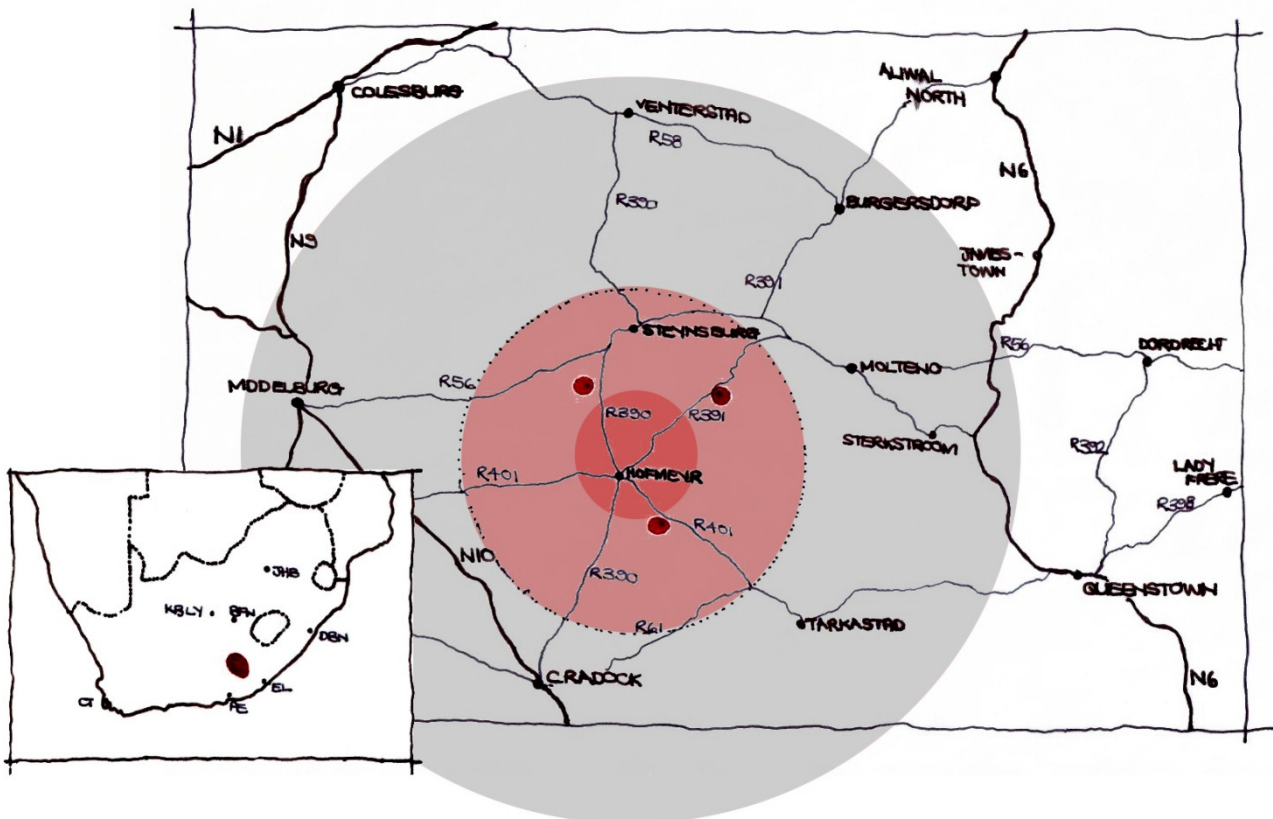 COLESBURG
N1
VENTERSTAD
R58
ALIWAL
NORTH
N6
R390
BURGERSDORP
N9
JAMES-
TOWN
R391
STEYNSBURG
R56
MOLTENO
DORDRECHT
R56
MIDDELBURG
R390
R391
STERKSTROOM
R392
LADY
FRERE
R401
HOFMEYR
R398
N10
R401
R390
QUEENSTOWN
R61
TARKASTAD
CRADOCK
N6
JHB
KBLY
BFN
DBN
EL
PE
CT